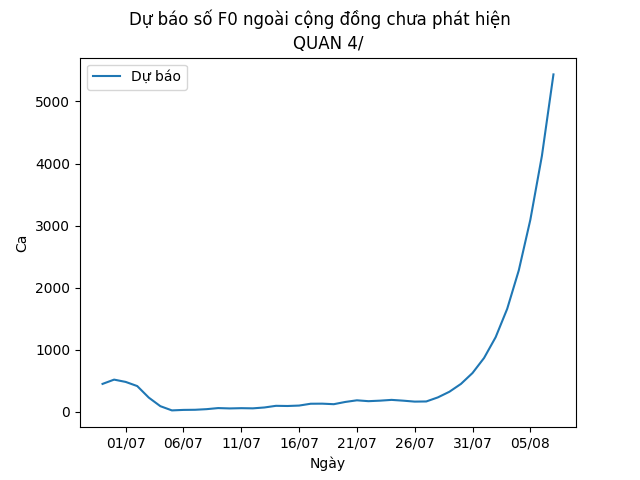 Dự báo số F0 ngoài cộng đồng chưa phát hiện
QUAN 4/
Dự báo
5000
4000
3000
2000
1000
0
Ca
01/07 06/07 11/07 16/07 21/07 26/07 31/07 05/08
Ngày